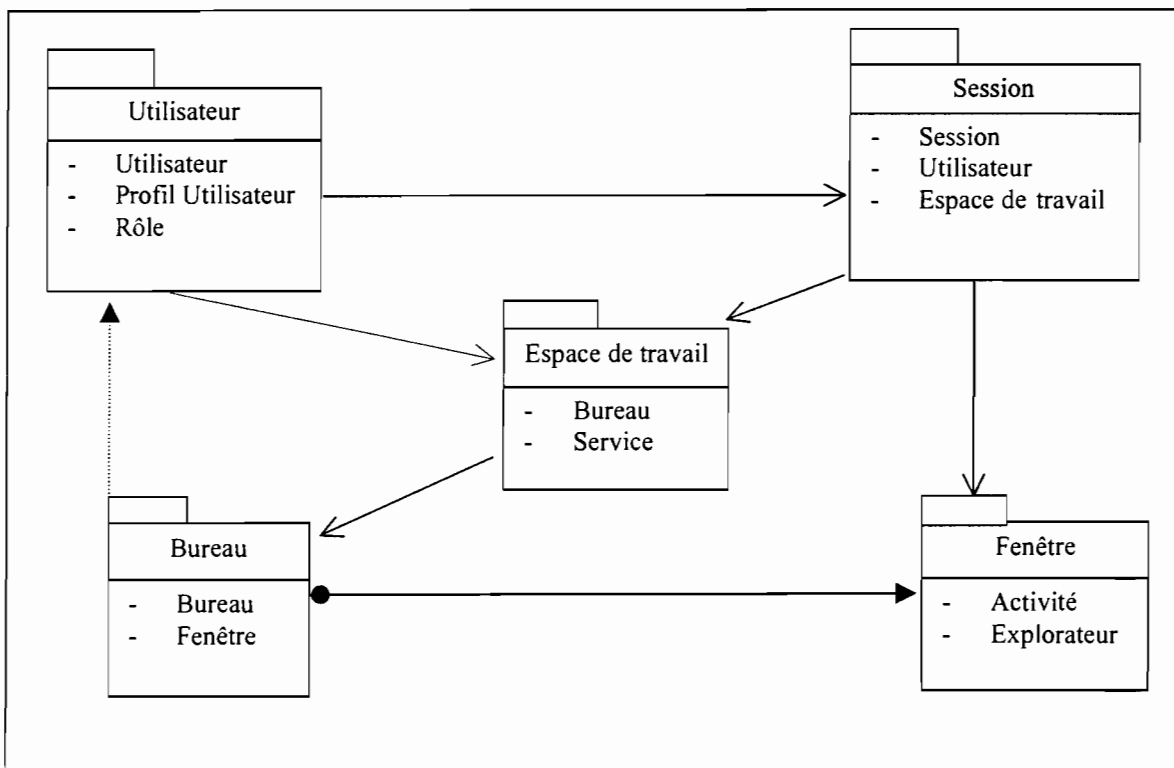 Utilisateur
- Utilisateur
- Profil Utilisateur
- Rôle
Session
- Session
- Utilisateur
- Espace de travail
Espace de travail
- Bureau
- Service
Bureau
- Bureau
- Fenêtre
Fenêtre
- Activité
- Explorateur